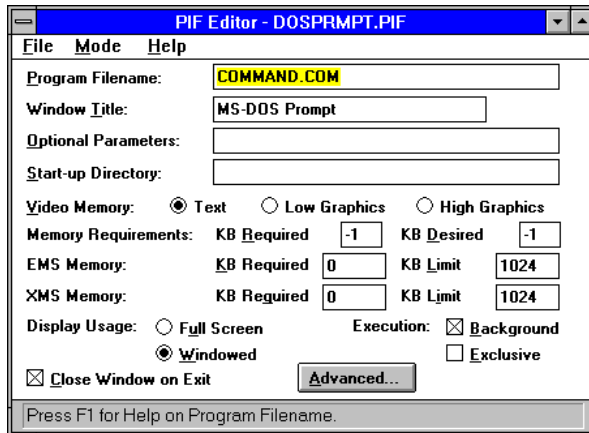 PIF Editor - DOSPRMPT.PIF
File Mode Help
Program Filename: COMMAND.COM
Window Title: MS-DOS Prompt
Optional Parameters:
Start-up Directory:
Video Memory: Text Low Graphics High Graphics
Memory Requirements: KB Required -1 KB Desired -1
EMS Memory: KB Required 0 KB Limit 1024
XMS Memory: KB Required 0 KB Limit 1024
Display Usage: Full Screen Execution: Background
Windowed Exclusive
Close Window on Exit Advanced...
Press F1 for Help on Program Filename.